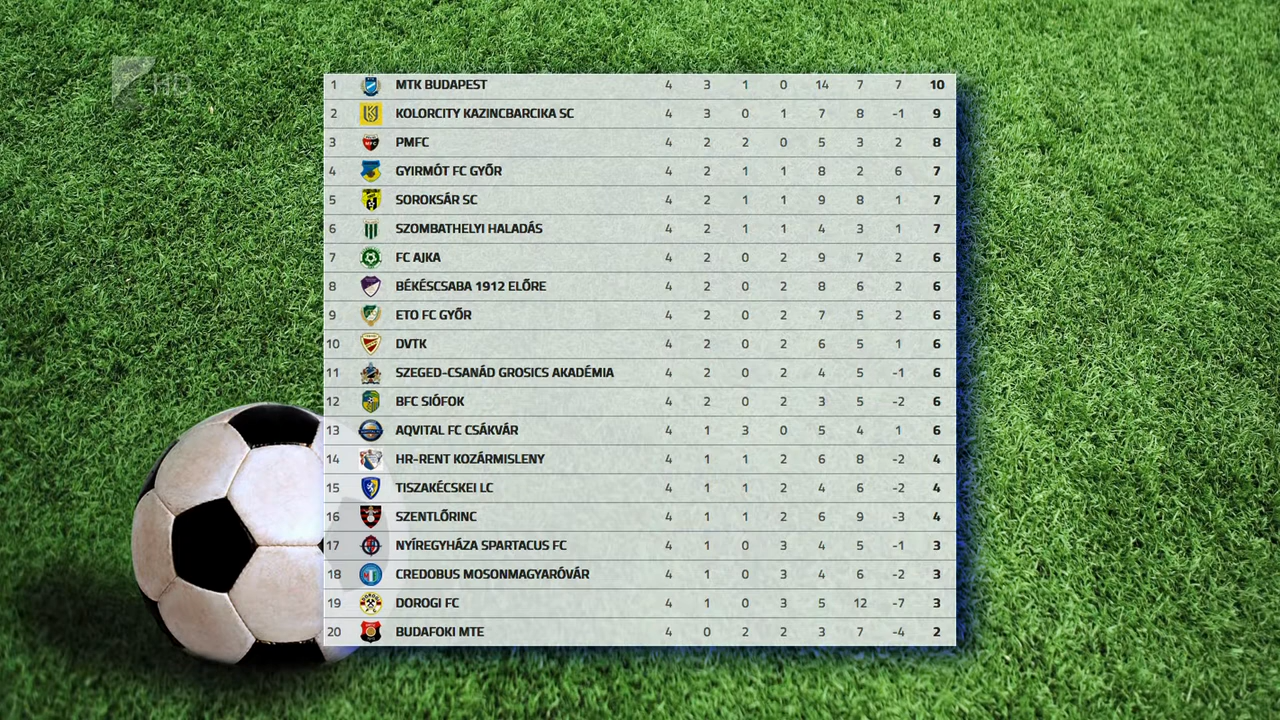 HD
1 MTK BUDAPEST 4 3 1 0 14 7 7 10
2 KOLORCITY KAZINCBARCIKA SC 4 3 0 1 7 8 -1 9
3 PMFC 4 2 2 0 5 3 2 8
4 GYIRMÓT FC GYŐR 4 2 1 1 8 2 6 7
5 SOROKSÁR SC 4 2 1 1 9 8 1 7
6 SZOMBATHELYI HALADÁS 4 2 1 1 4 3 1 7
7 FC AJKA 4 2 0 2 9 7 2 6
8 BÉKÉSCSABA 1912 ELŐRE 4 2 0 2 8 6 2 6
9 ETO FC GYŐR 4 2 0 2 7 5 2 6
10 DVTK 4 2 0 2 6 5 1 6
11 SZEGED-CSANÁD GROSICS AKADÉMIA 4 2 0 2 4 5 -1 6
12 BFC SIÓFOK 4 2 0 2 3 5 -2 6
13 AQVITAL FC CSÁKVÁR 4 1 3 0 5 4 1 6
14 HR-RENT KOZÁRMISLENY 4 1 1 2 6 8 -2 4
15 TISZAKÉCSKEI LC 4 1 1 2 4 6 -2 4
16 SZENTLŐRINC 4 1 1 2 6 9 -3 4
17 NYÍREGYHÁZA SPARTACUS FC 4 1 0 3 4 5 -1 3
18 CREDOBUS MOSONMAGYARÓVÁR 4 1 0 3 4 6 -2 3
19 DOROGI FC 4 1 0 3 5 12 -7 3
20 BUDAFOKI MTE 4 0 2 2 3 7 -4 2